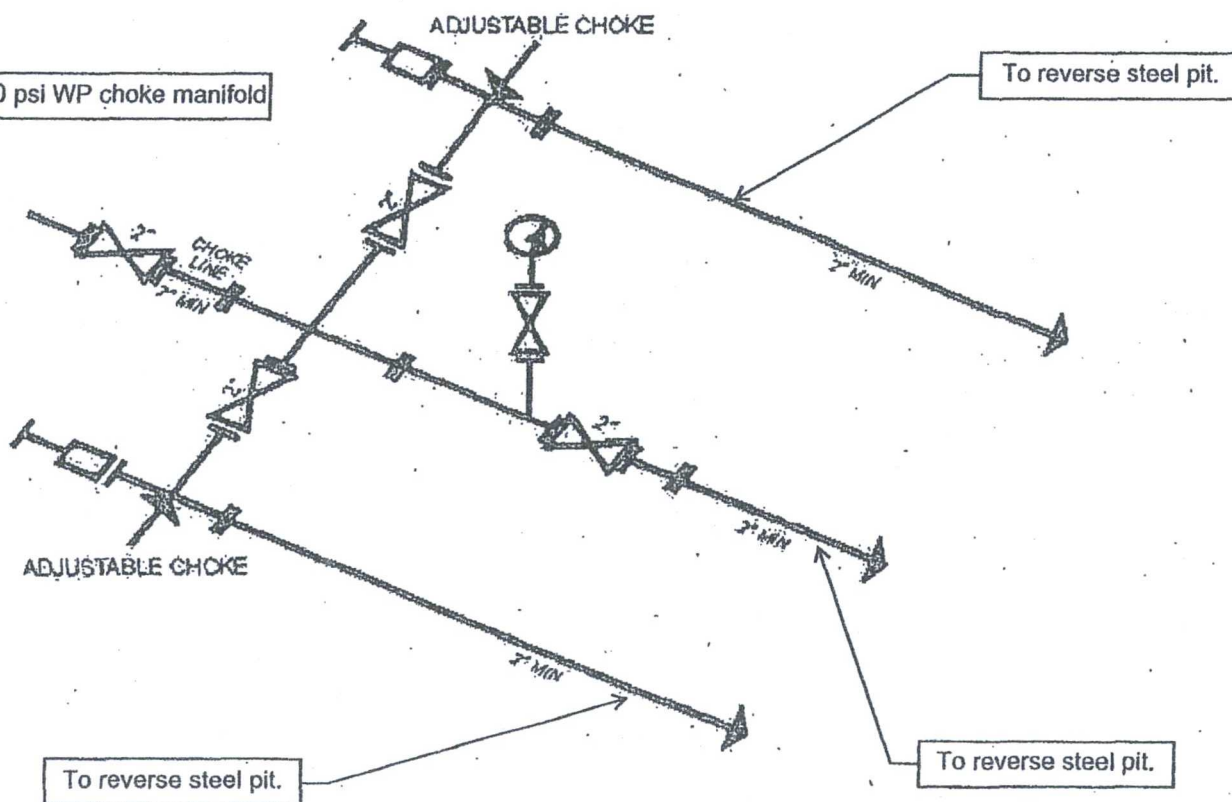 ADJUSTABLE CHOKE
To reverse steel pit.
0 psi WP choke manifold
2"
2"
CHOKE
LINE
2" MIN
2" MIN
2"
2"
2" MIN
ADJUSTABLE CHOKE
2" MIN
To reverse steel pit.
To reverse steel pit.